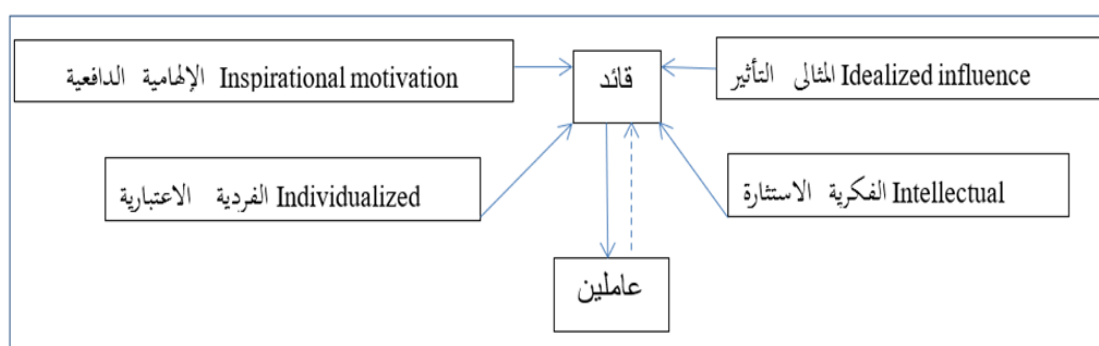 الدافعية الإلهامية Inspirational motivation
قائد
التأثير المثالى Idealized influence
الاعتبارية الفردية Individualized
الاستثارة الفكرية Intellectual
عاملين